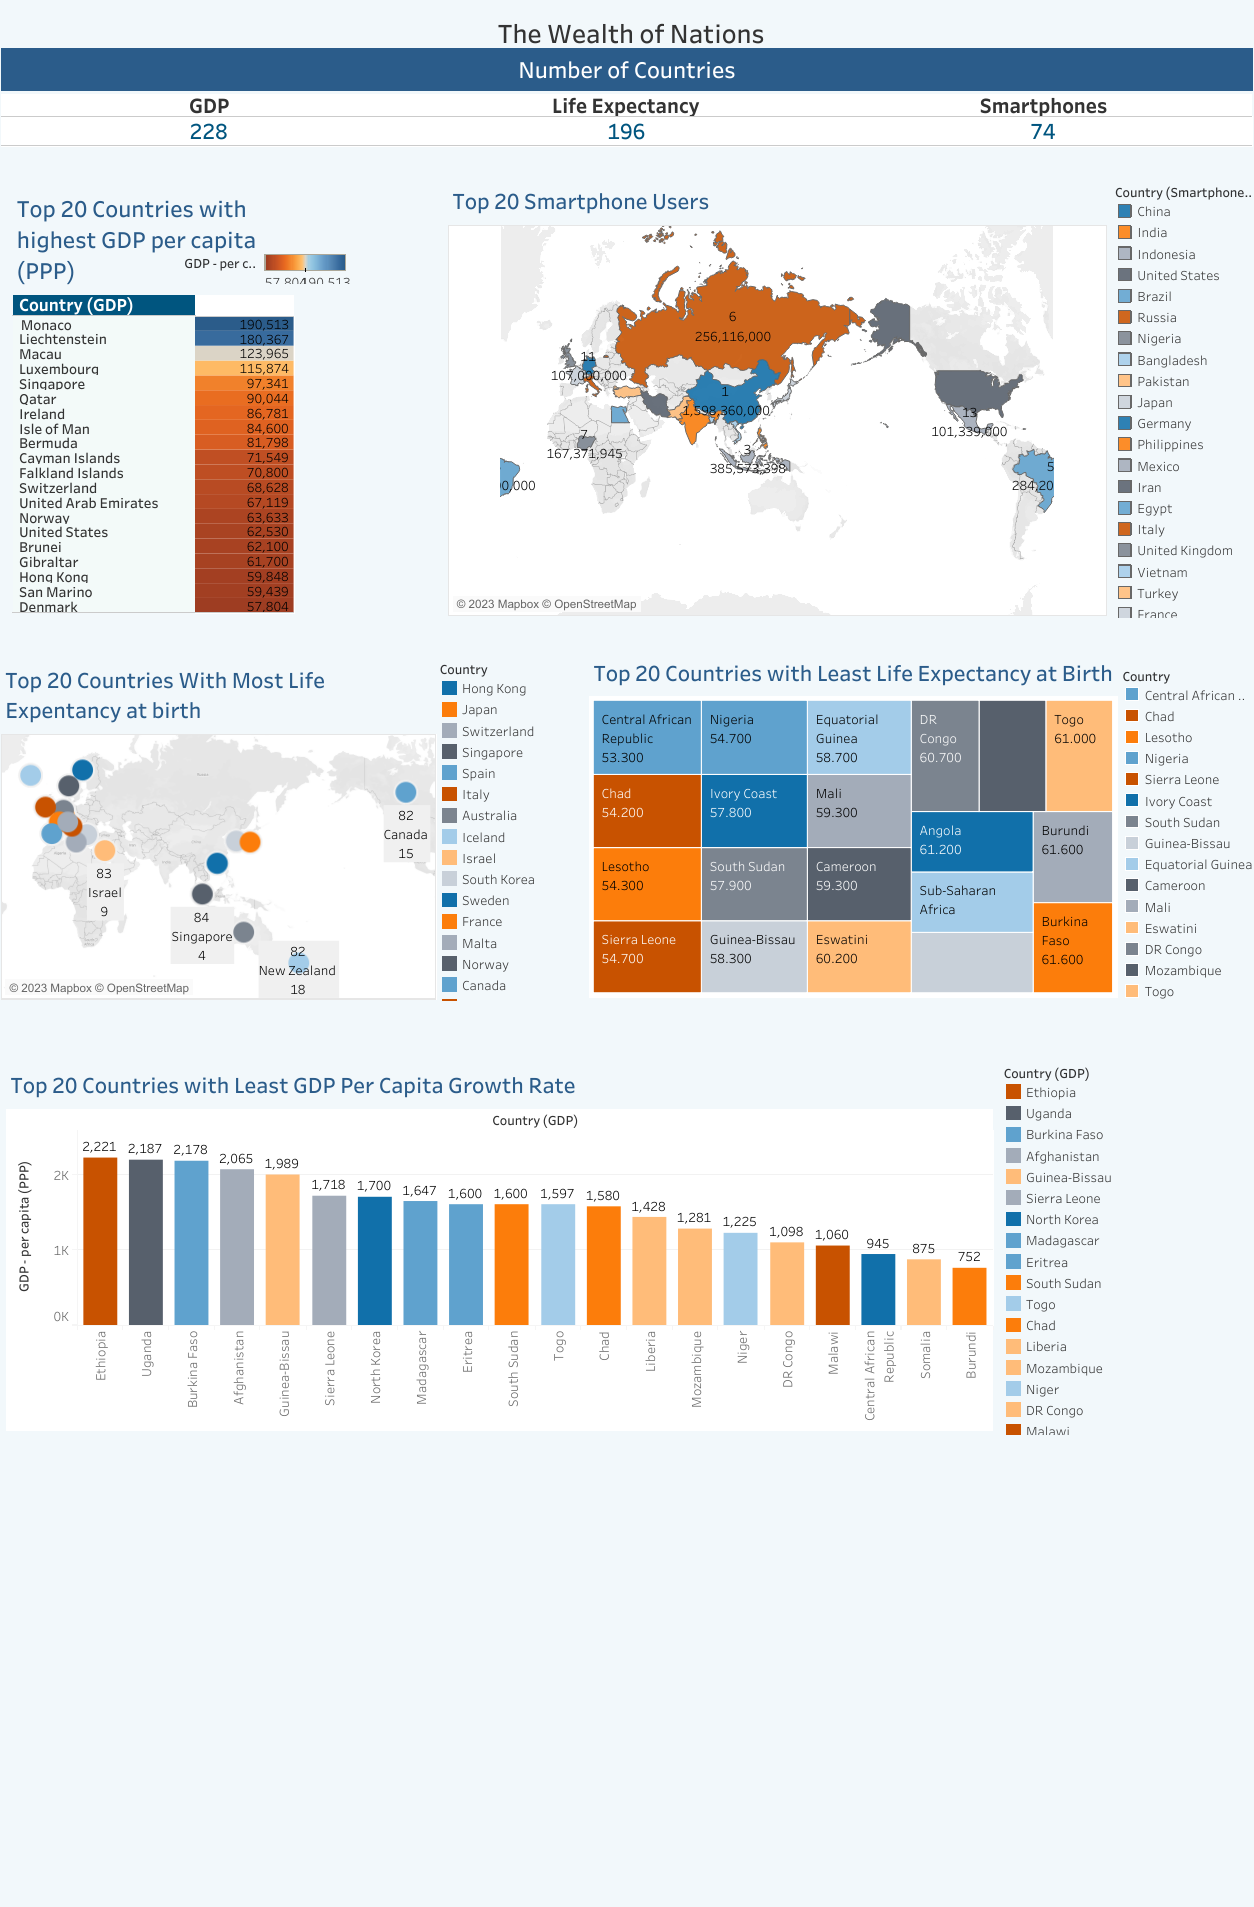 The Wealth of Nations
Number of Countries
GDP Life Expectancy Smartphones
228 196 74
Top 20 Countries with
highest GDP per capita
(PPP)
GDP - per c..
Country (GDP)
Monaco 190,513
Liechtenstein 180,367
Macau 123,965
Luxembourg 115,874
Singapore 97,341
Qatar 90,044
Ireland 86,781
Isle of Man 84,600
Bermuda 81,798
Cayman Islands 71,549
Falkland Islands 70,800
Switzerland 68,628
United Arab Emirates 67,119
Norway 63,633
United States 62,530
Brunei 62,100
Gibraltar 61,700
Hong Kong 59,848
San Marino 59,439
Denmark 57,804
Top 20 Smartphone Users
6
256,116,000
11
107,000,000
1
1,598,360,000
13
101,339,000
7
167,371,945
3
385,573,398
5
284,20
© 2023 Mapbox © OpenStreetMap
Country (Smartphone..
China
India
Indonesia
United States
Brazil
Russia
Nigeria
Bangladesh
Pakistan
Japan
Germany
Philippines
Mexico
Iran
Egypt
Italy
United Kingdom
Vietnam
Turkey
France
Top 20 Countries With Most Life
Expentancy at birth
82
Canada
15
83
Israel
9
84
Singapore
4
82
New Zealand
18
© 2023 Mapbox © OpenStreetMap
Country
Hong Kong
Japan
Switzerland
Singapore
Spain
Italy
Australia
Iceland
Israel
South Korea
Sweden
France
Malta
Norway
Canada
Top 20 Countries with Least Life Expectancy at Birth
Central African
Republic
53.300
Chad
54.200
Lesotho
54.300
Sierra Leone
54.700
Nigeria
54.700
Ivory Coast
57.800
South Sudan
57.900
Guinea-Bissau
58.300
Equatorial
Guinea
58.700
Mali
59.300
Cameroon
59.300
Eswatini
60.200
DR
Congo
60.700
Togo
61.000
Angola
61.200
Sub-Saharan
Africa
Burundi
61.600
Burkina
Faso
61.600
Country
Central African ..
Chad
Lesotho
Nigeria
Sierra Leone
Ivory Coast
South Sudan
Guinea-Bissau
Equatorial Guinea
Cameroon
Mali
Eswatini
DR Congo
Mozambique
Togo
Top 20 Countries with Least GDP Per Capita Growth Rate
Country (GDP)
GDP - per capita (PPP)
2K
1K
0K
2,221 2,187 2,178 2,065 1,989 1,718 1,700 1,647 1,600 1,600 1,597 1,580 1,428 1,281 1,225 1,098 1,060 945 875 752
Ethiopia
Uganda
Burkina Faso
Afghanistan
Guinea-Bissau
Sierra Leone
North Korea
Madagascar
Eritrea
South Sudan
Togo
Chad
Liberia
Mozambique
Niger
DR Congo
Malawi
Central African
Republic
Somalia
Burundi
Country (GDP)
Ethiopia
Uganda
Burkina Faso
Afghanistan
Guinea-Bissau
Sierra Leone
North Korea
Madagascar
Eritrea
South Sudan
Togo
Chad
Liberia
Mozambique
Niger
DR Congo
Malawi